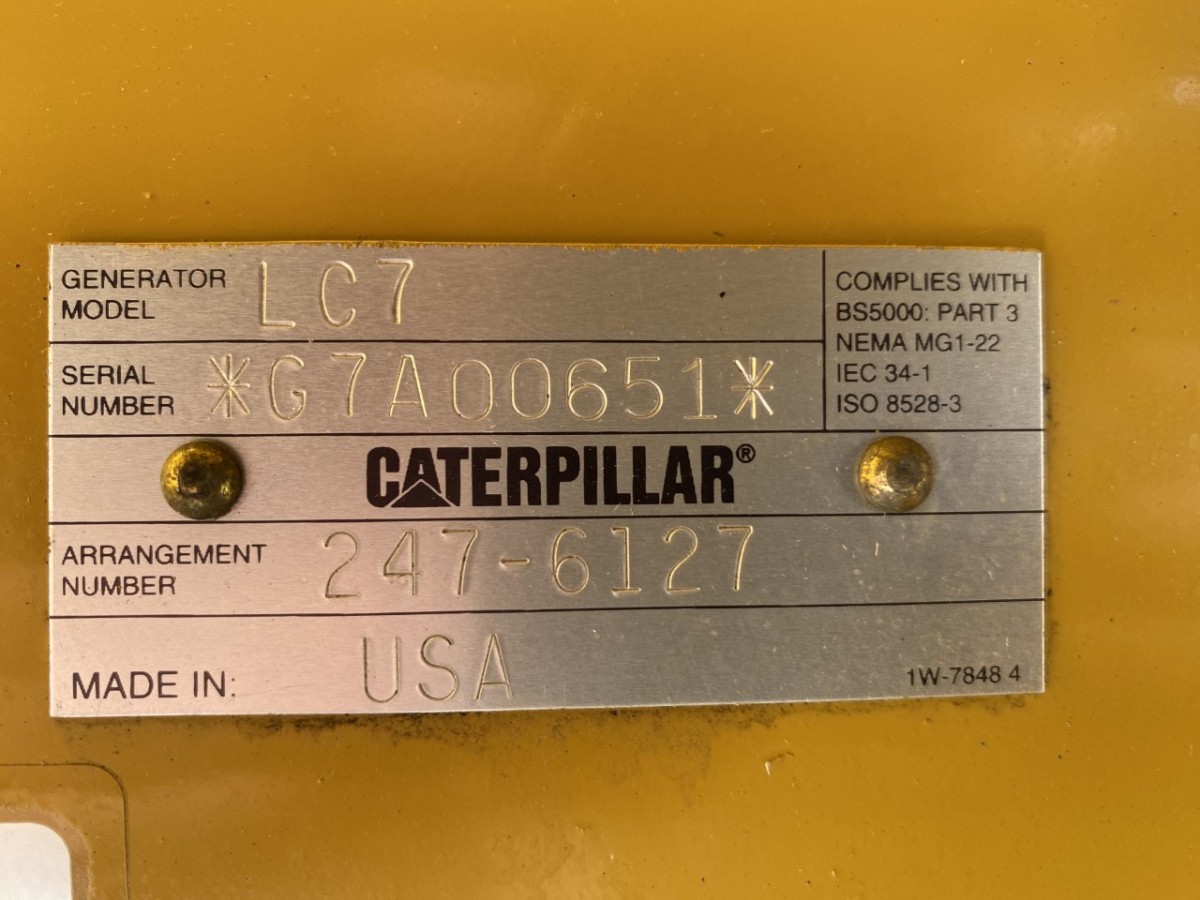 GENERATOR MODEL LC7
COMPLIES WITH
BS5000: PART 3
NEMA MG1-22
IEC 34-1
ISO 8528-3
SERIAL NUMBER *G7A00651*
CATERPILLAR®
ARRANGEMENT NUMBER 247-6127
MADE IN: USA
1W-7848 4